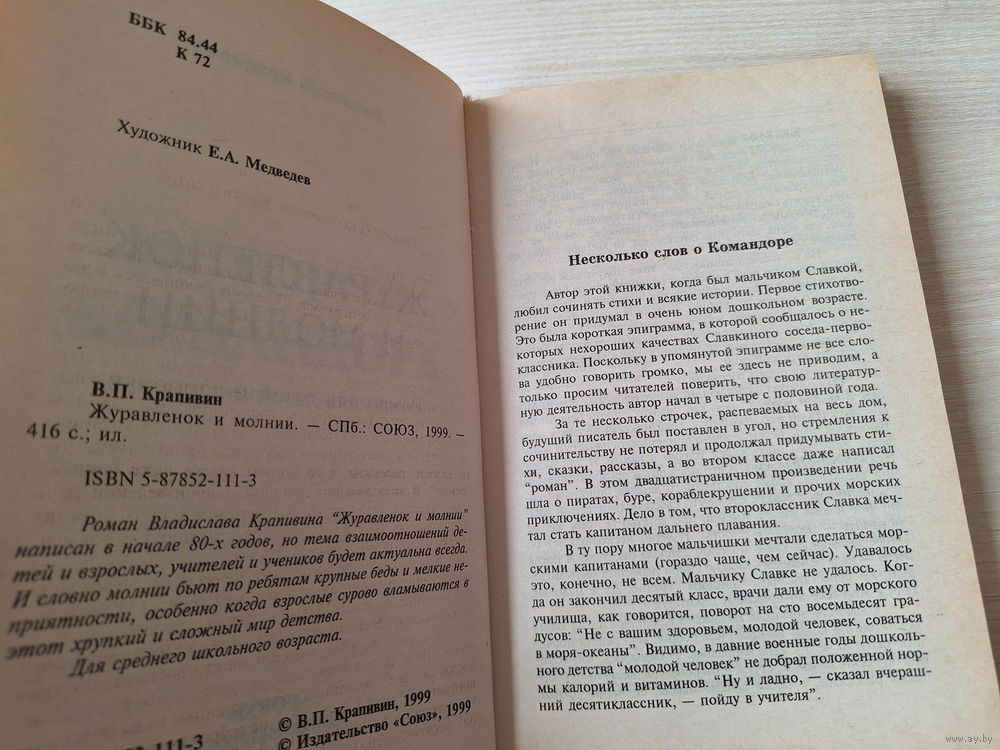 ББК 84.44
К 72
Художник Е.А. Медведев
В.П. Крапивин
Журавленок и молнии. — СПб.: СОЮЗ, 1999. –
416 с.; ил.
ISBN 5-87852-111-3
Роман Владислава Крапивина "Журавленок и молнии"
написан в начале 80-х годов, но тема взаимоотношений де-
тей и взрослых, учителей и учеников будет актуальна всегда.
И словно молнии бьют по ребятам крупные беды и мелкие не-
приятности, особенно когда взрослые сурово вламываются в
этот хрупкий и сложный мир детства.
Для среднего школьного возраста.
111-3
© В.П. Крапивин, 1999
© Издательство «Союз», 1999
Несколько слов о Командоре
Автор этой книжки, когда был мальчиком Славкой,
любил сочинять стихи и всякие истории. Первое стихотво-
рение он придумал в очень юном дошкольном возрасте.
Это была короткая эпиграмма, в которой сообщалось о не-
которых нехороших качествах Славкиного соседа-перво-
классника. Поскольку в упомянутой эпиграмме не все сло-
ва удобно говорить громко, мы ее здесь не приводим, а
только просим читателей поверить, что свою литератур-
ную деятельность автор начал в четыре с половиной года.
За те несколько строчек, распеваемых на весь дом,
будущий писатель был поставлен в угол, но стремления к
сочинительству не потерял и продолжал придумывать сти-
хи, сказки, рассказы, а во втором классе даже написал
"роман". В этом двадцатистраничном произведении речь
шла о пиратах, буре, кораблекрушении и прочих морских
приключениях. Дело в том, что второклассник Славка меч-
тал стать капитаном дальнего плавания.
В ту пору многие мальчишки мечтали сделаться мор-
скими капитанами (гораздо чаще, чем сейчас). Удавалось
это, конечно, не всем. Мальчику Славке не удалось. Ког-
да он закончил десятый класс, врачи дали ему от морского
училища, как говорится, поворот на сто восемьдесят гра-
дусов: "Не с вашим здоровьем, молодой человек, соваться
в моря-океаны". Видимо, в давние военные годы дошколь-
ного детства "молодой человек" не добрал положенной нор-
мы калорий и витаминов. "Ну и ладно, — сказал вчераш-
ний десятиклассник, — пойду в учителя".
www.ay.by